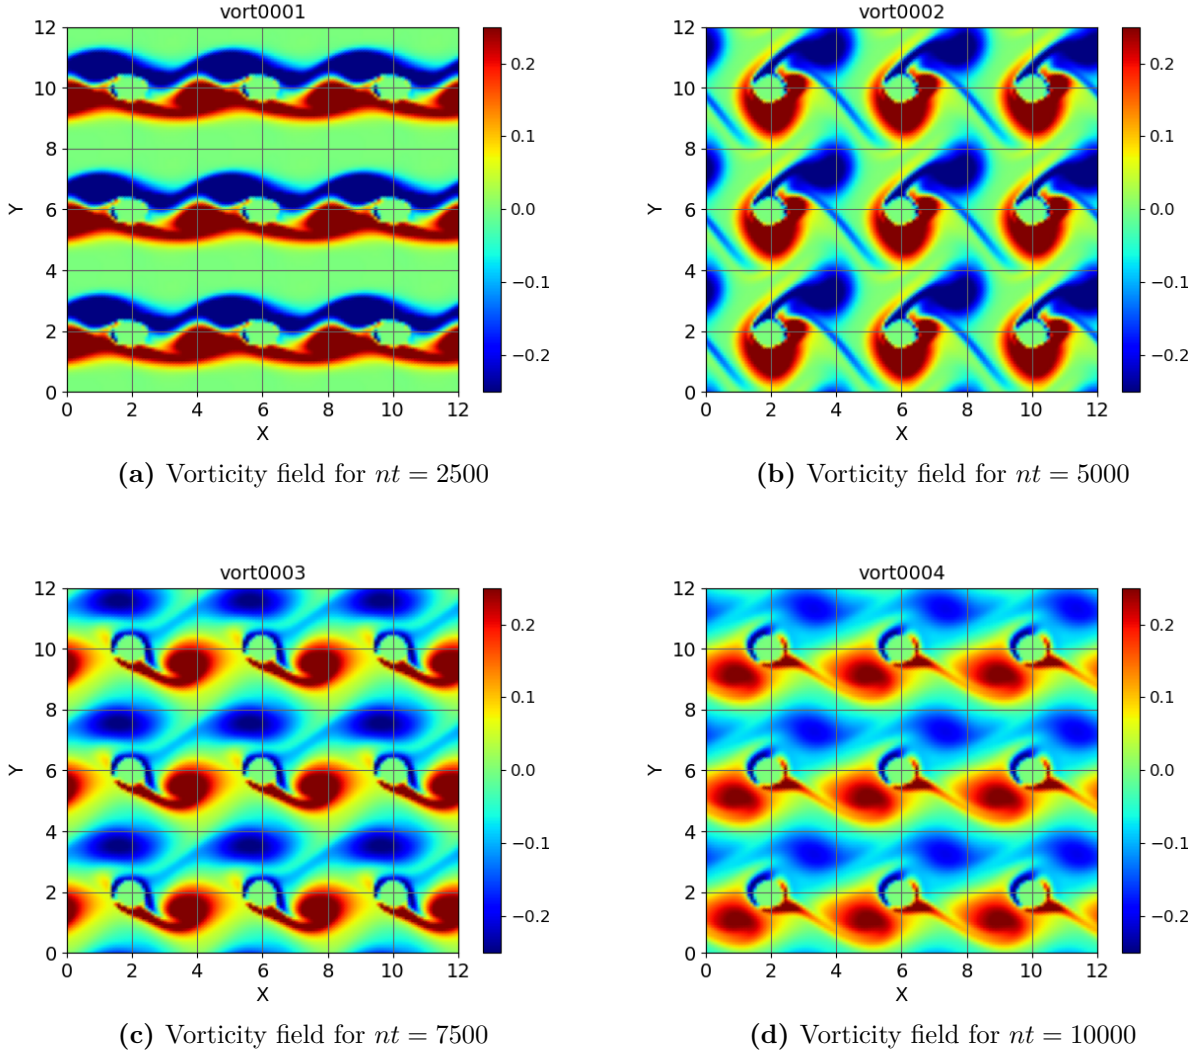 vort0001
12
10
8
6
4
2
0
Y
0 2 4 6 8 10 12
X
0.2
0.1
0.0
−0.1
−0.2
(a) Vorticity field for nt = 2500
vort0002
12
10
8
6
4
2
0
Y
0 2 4 6 8 10 12
X
0.2
0.1
0.0
−0.1
−0.2
(b) Vorticity field for nt = 5000
vort0003
12
10
8
6
4
2
0
Y
0 2 4 6 8 10 12
X
0.2
0.1
0.0
−0.1
−0.2
(c) Vorticity field for nt = 7500
vort0004
12
10
8
6
4
2
0
Y
0 2 4 6 8 10 12
X
0.2
0.1
0.0
−0.1
−0.2
(d) Vorticity field for nt = 10000